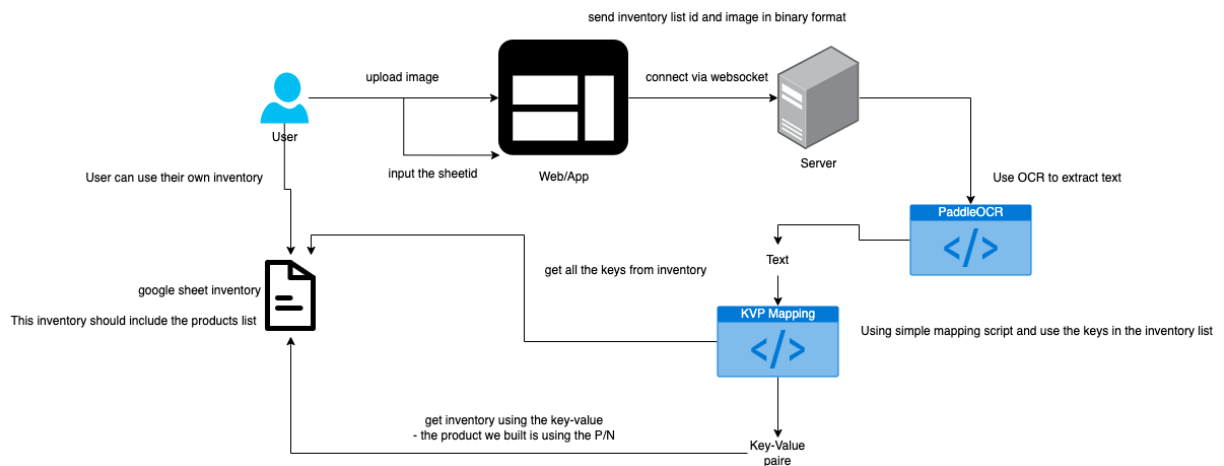 send inventory list id and image in binary format
upload image
connect via websocket
User
input the sheetid
Web/App
Server
User can use their own inventory
Use OCR to extract text
PaddleOCR
</>
Text
get all the keys from inventory
google sheet inventory
This inventory should include the products list
KVP Mapping
</>
Using simple mapping script and use the keys in the inventory list
get inventory using the key-value
- the product we built is using the P/N
Key-Value
paire